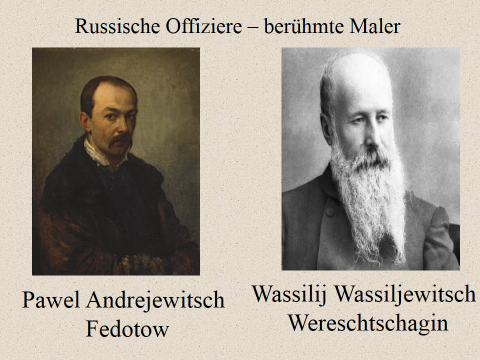 Russische Offiziere – berühmte Maler
Pawel Andrejewitsch
Fedotow
Wassilij Wassiljewitsch
Wereschtschagin